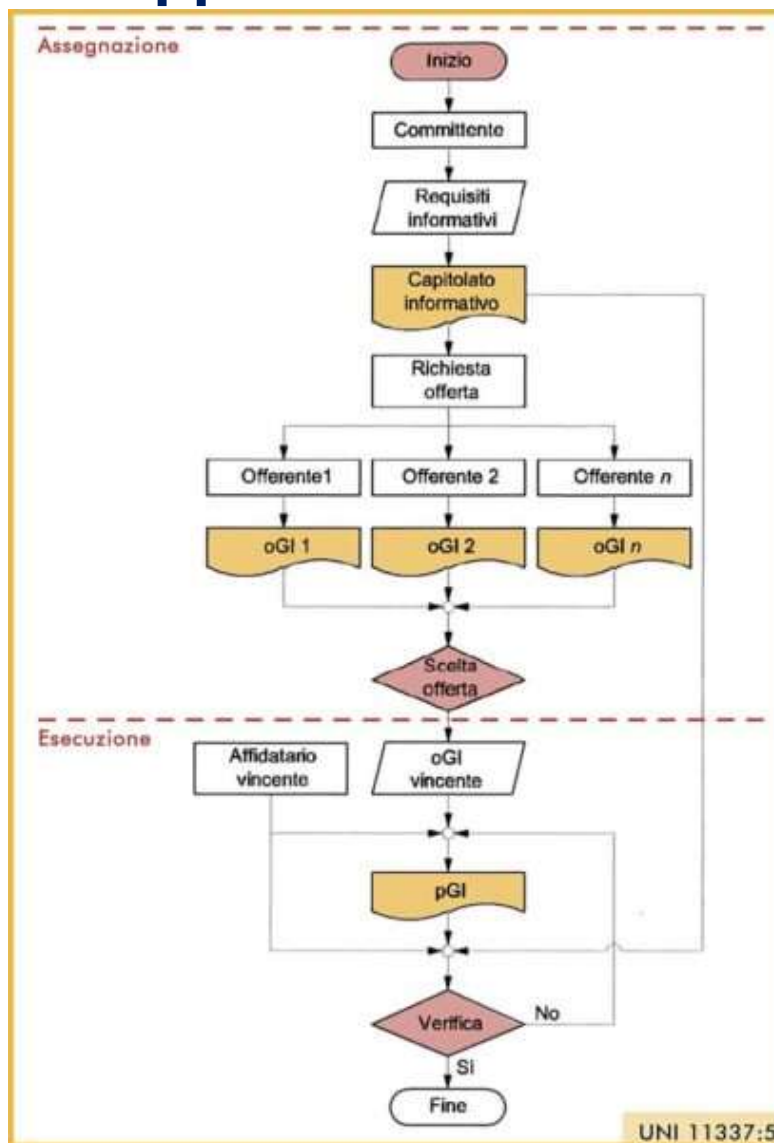 Assegnazione
Inizio
Committente
Requisiti
informativi
Capitolato
informativo
Richiesta
offerta
Offerente1
Offerente 2
Offerente n
oGI 1
oGI 2
oGI n
Scelta
offerta
Esecuzione
Affidatario
vincente
oGI
vincente
pGI
Verifica
No
Si
Fine
UNI 11337:5